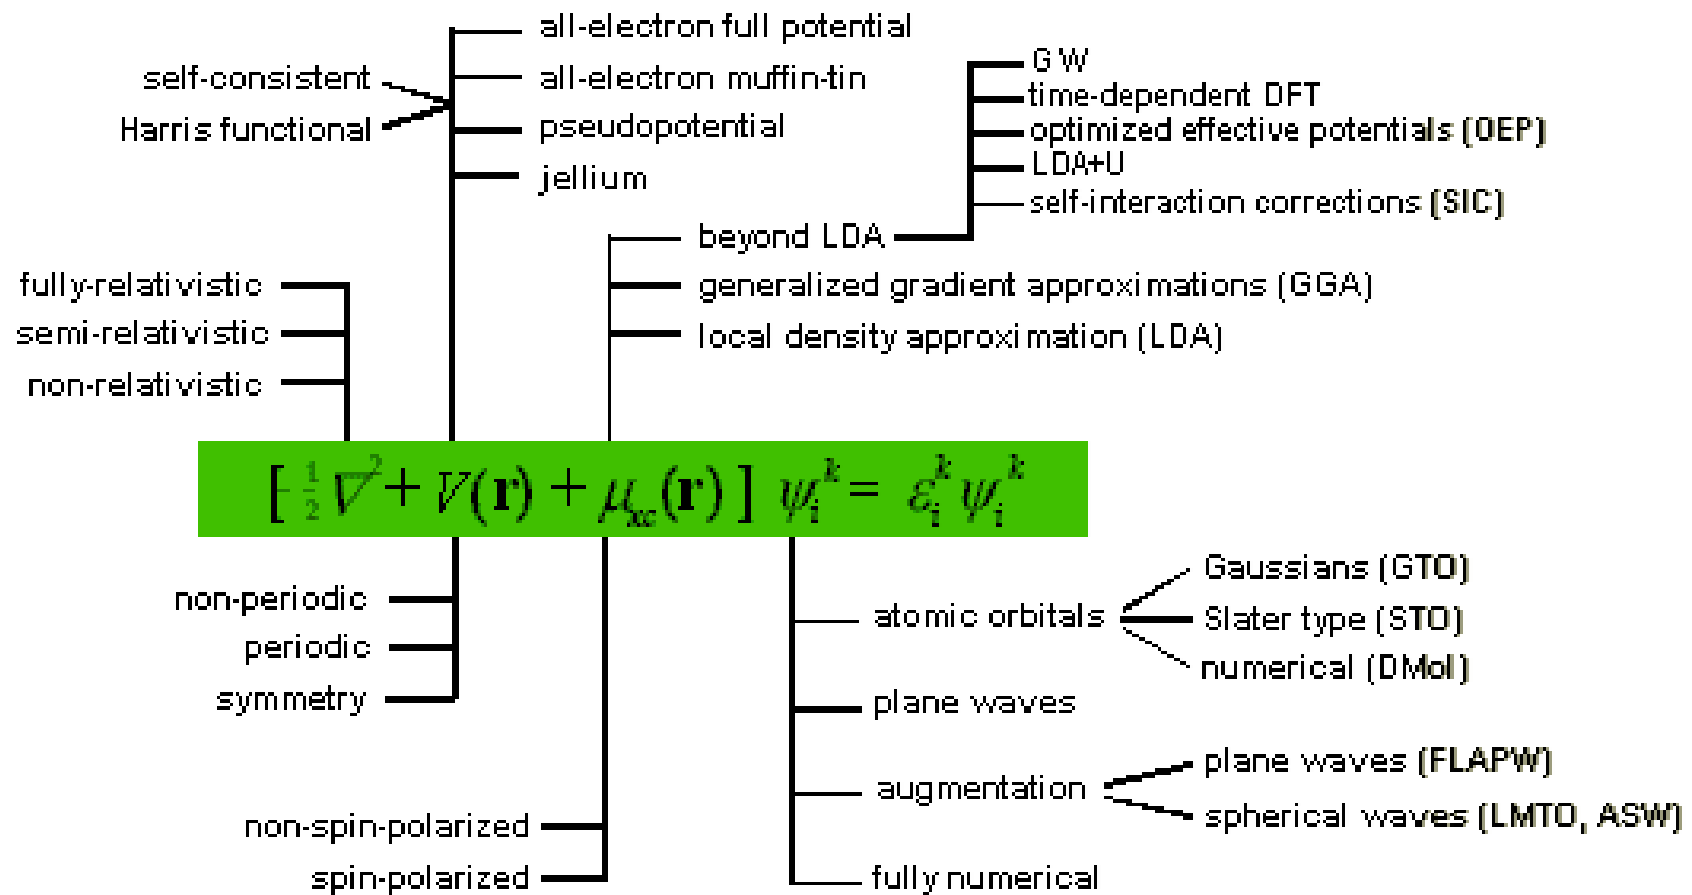 all-electron full potential
self-consistent
all-electron muffin-tin
Harris functional
pseudopotential
jellium
GW
time-dependent DFT
optimized effective potentials (OEP)
LDA+U
self-interaction corrections (SIC)
beyond LDA
generalized gradient approximations (GGA)
local density approximation (LDA)
fully-relativistic
semi-relativistic
non-relativistic
[-½∇² + V(r) + μxc(r) ] ψᵢᵏ = εᵢᵏ ψᵢᵏ
non-periodic
periodic
symmetry
non-spin-polarized
spin-polarized
atomic orbitals
Gaussians (GTO)
Slater type (STO)
numerical (DMol)
plane waves
augmentation
plane waves (FLAPW)
spherical waves (LMTO, ASW)
fully numerical